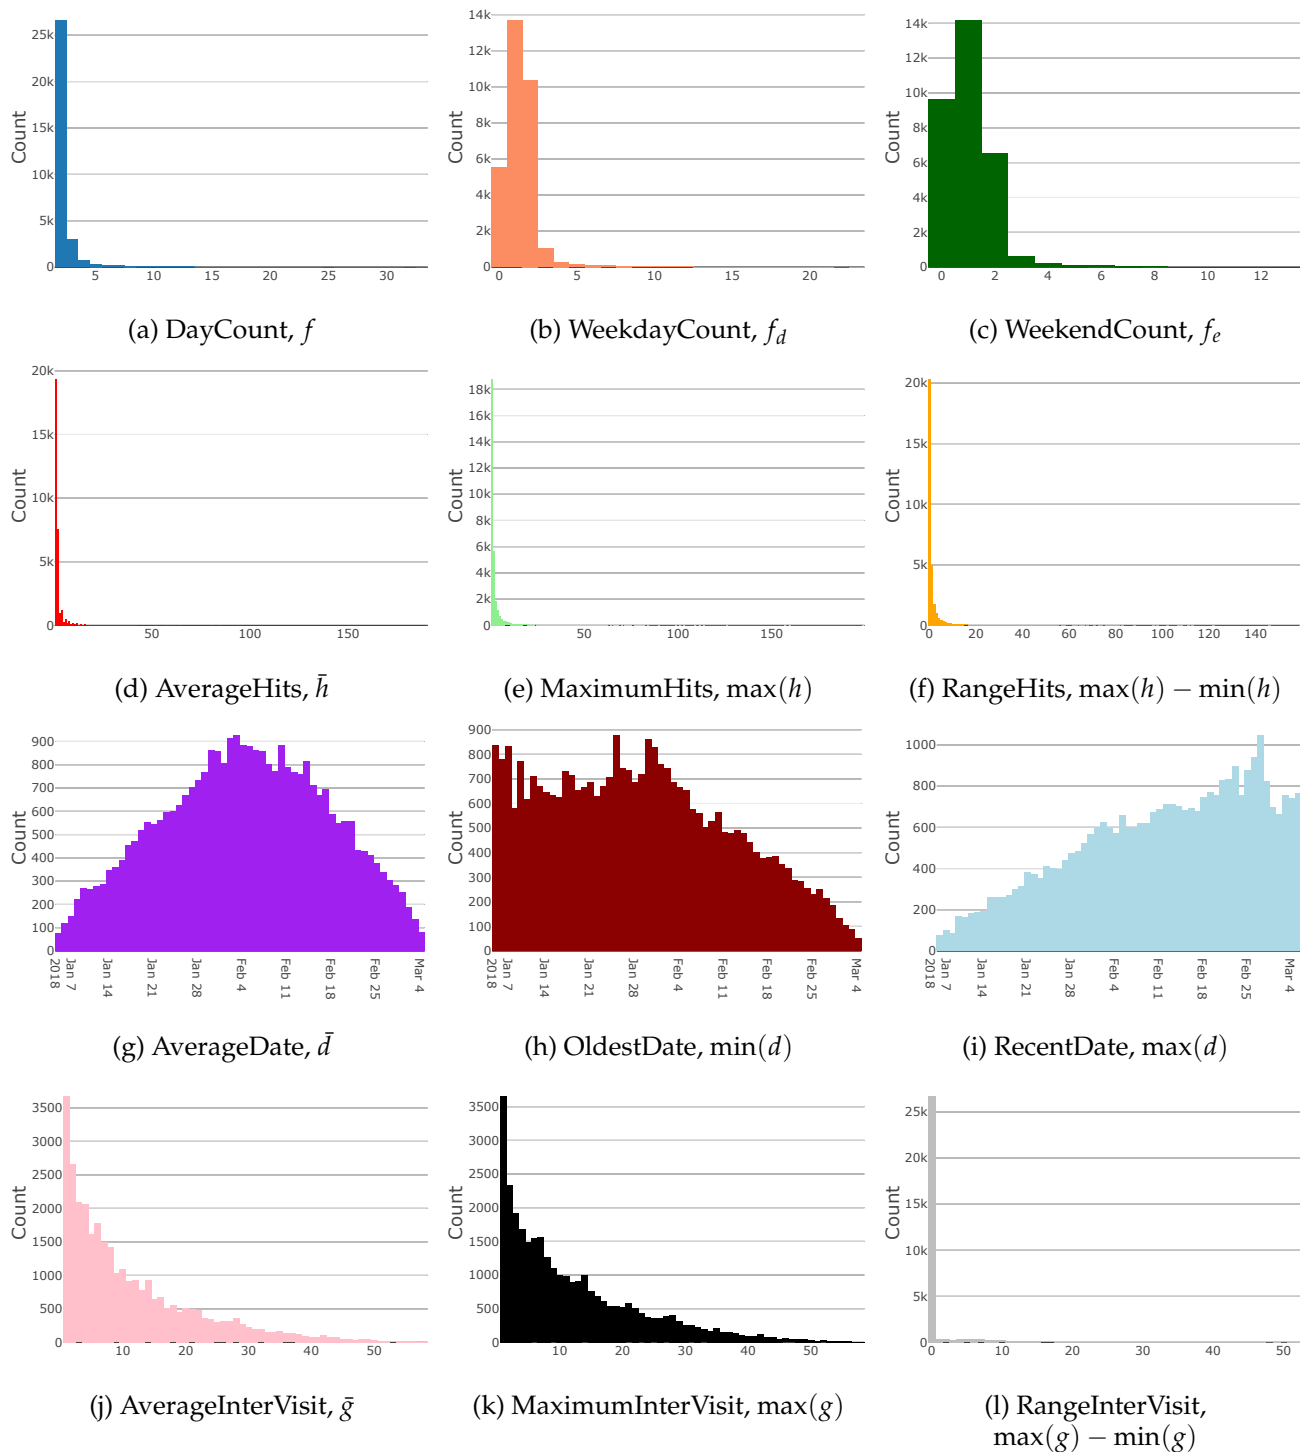 25k
20k
15k
10k
5k
0
Count
5 10 15 20 25 30
(a) DayCount, f
14k
12k
10k
8k
6k
4k
2k
0
Count
0 5 10 15 20
(b) WeekdayCount, f_d
14k
12k
10k
8k
6k
4k
2k
0
Count
0 2 4 6 8 10 12
(c) WeekendCount, f_e
20k
15k
10k
5k
0
Count
50 100 150
(d) AverageHits, h̄
18k
16k
14k
12k
10k
8k
6k
4k
2k
0
Count
50 100 150
(e) MaximumHits, max(h)
20k
15k
10k
5k
0
Count
0 20 40 60 80 100 120 140
(f) RangeHits, max(h) − min(h)
900
800
700
600
500
400
300
200
100
0
Count
Jan 7
2018
Jan 14
Jan 21
Jan 28
Feb 4
Feb 11
Feb 25
Mar 4
(g) AverageDate, d̄
900
800
700
600
500
400
300
200
100
0
Count
Jan 7
2018
Jan 14
Jan 21
Jan 28
Feb 4
Feb 11
Feb 18
Feb 25
Mar 4
(h) OldestDate, min(d)
1000
800
600
400
200
0
Count
Jan 7
2018
Jan 14
Jan 21
Jan 28
Feb 4
Feb 11
Feb 18
Feb 25
Mar 4
(i) RecentDate, max(d)
3500
3000
2500
2000
1500
1000
500
0
Count
10 20 30 40 50
(j) AverageInterVisit, ḡ
3500
3000
2500
2000
1500
1000
500
0
Count
10 20 30 40 50
(k) MaximumInterVisit, max(g)
25k
20k
15k
10k
5k
0
Count
0 10 20 30 40 50
(l) RangeInterVisit,
max(g) − min(g)